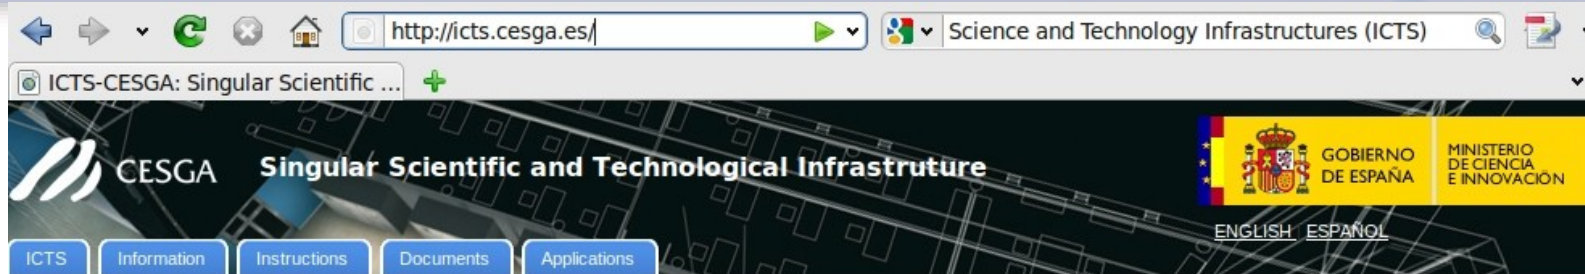 http://icts.cesga.es/
Science and Technology Infrastructures (ICTS)
ICTS-CESGA: Singular Scientific ...
CESGA
Singular Scientific and Technological Infrastruture
GOBIERNO
DE ESPAÑA
MINISTERIO
DE CIENCIA
E INNOVACIÓN
ENGLISH ESPAÑOL
ICTS Information Instructions Documents Applications